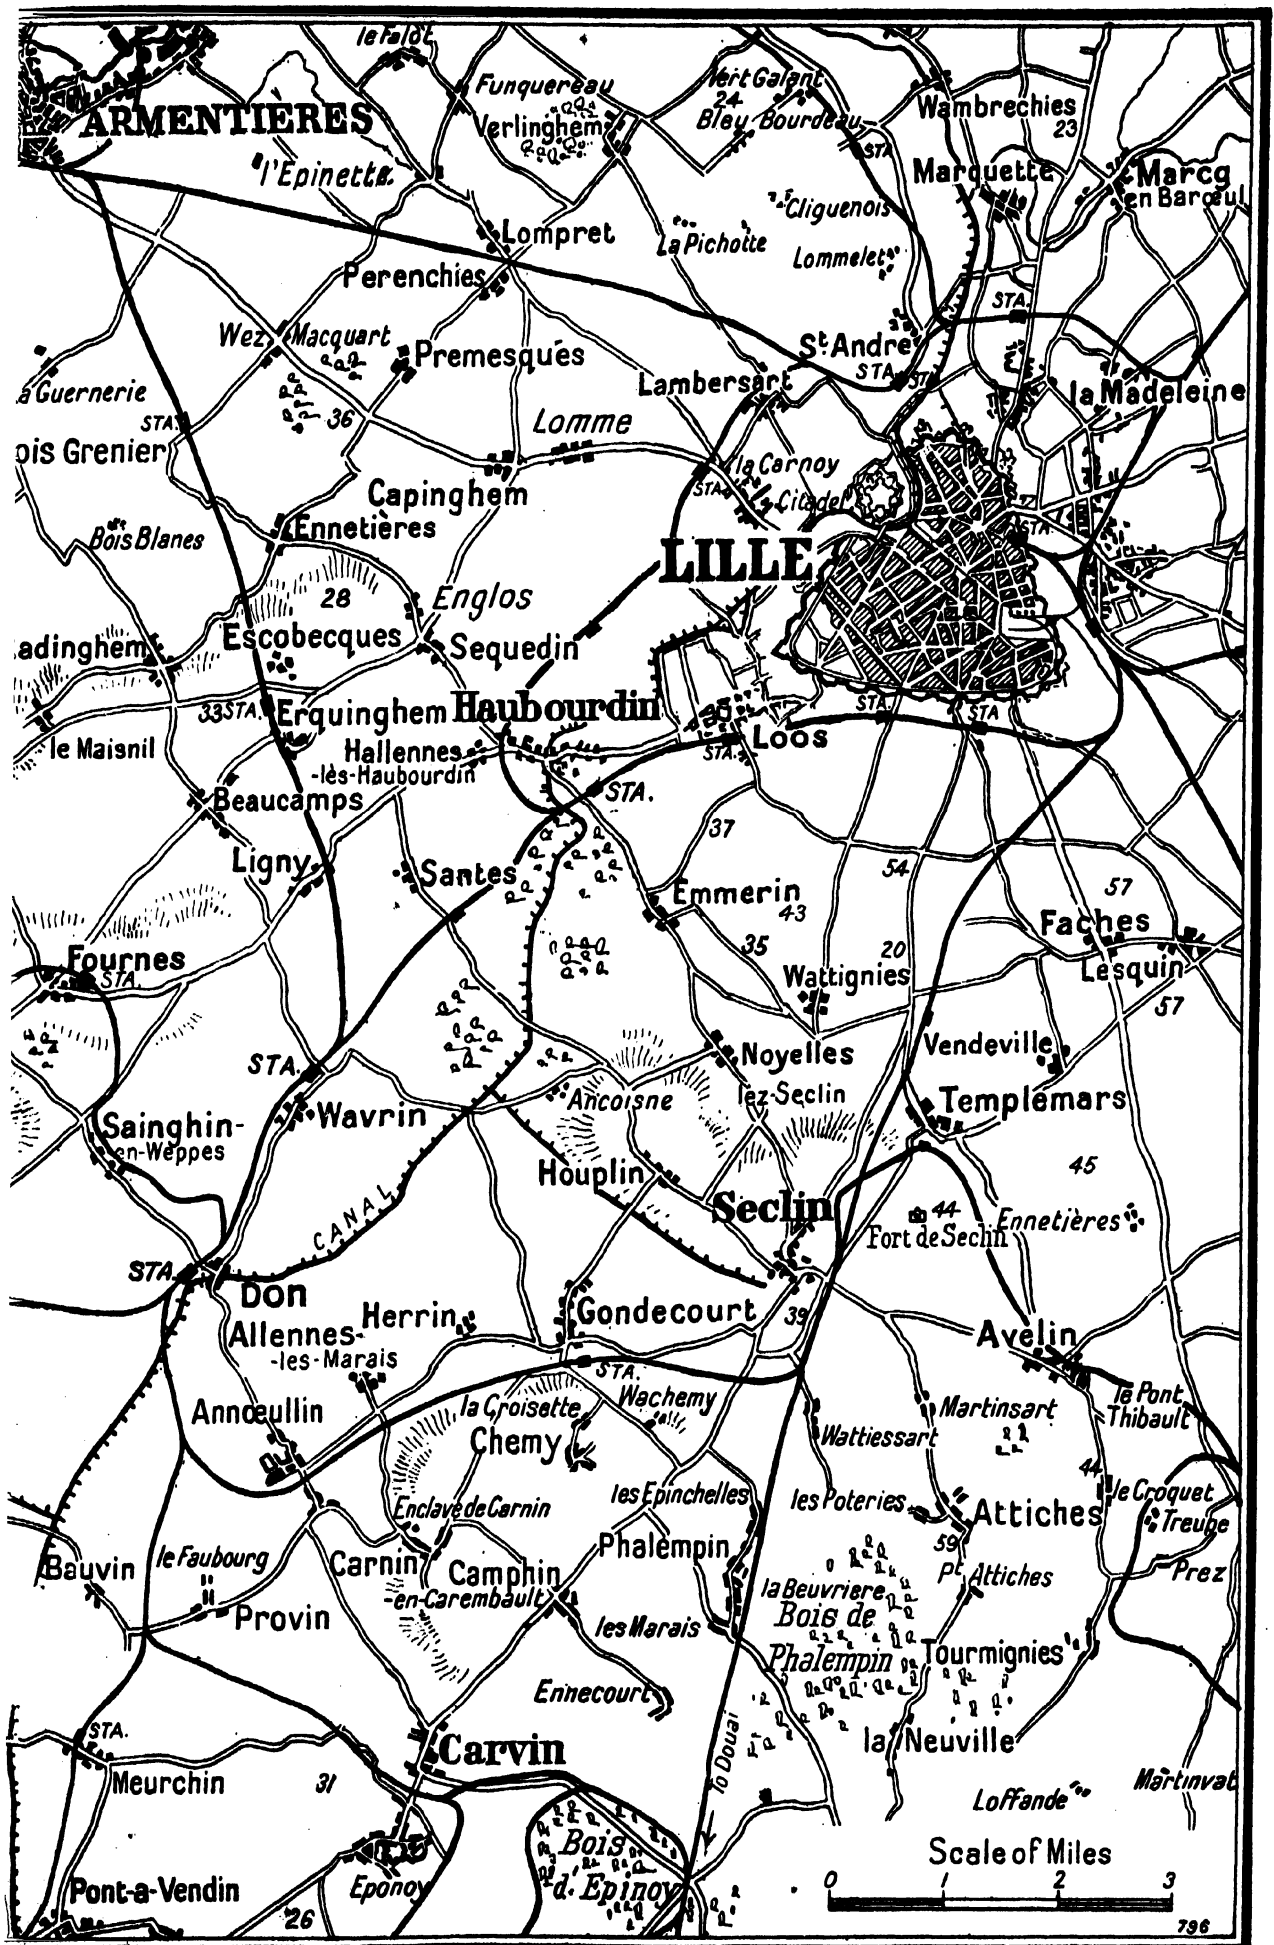 le Falot
Funquereau
Vert Galant
24
Bleu Bourdeau
Wambrechies
23
ARMENTIERES
Verlinghem
STA
l'Epinette
Marquette
Marcq
en Barœul
Cliguenois
Lompret
La Pichotte
Lommelet
Perenchies
STA.
Wez Macquart
Premesques
St. Andre
STA.
ST
Lambersart
la Madeleine
a Guernerie
STA.
36
Lomme
ois Grenier
la Carnoy
STA.
Citadel
Capinghem
Ennetières
STA.
Bois Blanes
LILLE
28
Englos
Escobecques
Sequedin
adinghem
33
STA.
Erquinghem
Haubourdin
STA.
STA
le Maisnil
Hallennes
-lès-Haubourdin
STA.
Loos
Beaucamps
STA.
37
Ligny
Santes
54
57
Emmerin
43
Faches
35
20
Fournes
STA.
Wattignies
Lesquin
57
STA.
Noyelles
lez-Seclin
Vendeville
Wavrin
Ancoisne
Templemars
Sainghin-
en-Weppes
45
Houplin
CANAL
Seclin
44
Fort de Seclin
Ennetières
STA.
Don
Herrin
Gondecourt
39
Allennes-
-les-Marais
Avelin
STA.
Wachemy
le Pont
Thibault
Annœullin
la Croisette
Martinsart
Chemy
Wattiessart
44
les Epinchelles
les Poteries
le Croquet
Enclave de Carnin
Attiches
Treupe
59
Phalempin
Bauvin
le Faubourg
Carnin
Camphin
-en-Carembault
Pt. Attiches
Prez
la Beuvriere
Provin
les Marais
Bois de
Phalempin
Tourmignies
Ennecourt
To Douai
la Neuville
STA.
Carvin
Meurchin
31
Loffande
Martinvat
Bois
d'Epinoy
Scale of Miles
Pont-a-Vendin
Eponoy
0 1 2 3
26
796